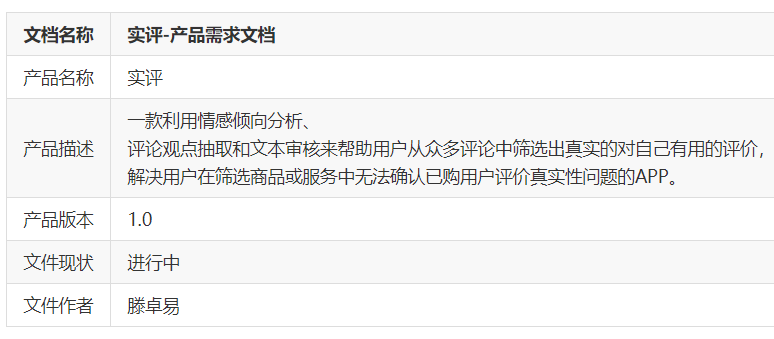 文档名称 实评-产品需求文档
产品名称 实评
一款利用情感倾向分析、
产品描述 评论观点抽取和文本审核来帮助用户从众多评论中筛选出真实的对自己有用的评价，
解决用户在筛选商品或服务中无法确认已购用户评价真实性问题的APP。
产品版本 1.0
文件现状 进行中
文件作者 滕卓易